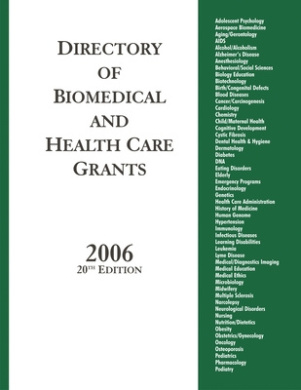 DIRECTORY
OF
BIOMEDICAL
AND
HEALTH CARE
GRANTS
2006
20TH EDITION
Adolescent Psychology
Aerospace Biomedicine
Aging/Gerontology
AIDS
Alcohol/Alcoholism
Alzheimer's Disease
Anesthesiology
Behavioral/Social Sciences
Biology Education
Biotechnology
Birth/Congenital Defects
Blood Diseases
Cancer/Carcinogenesis
Cardiology
Chemistry
Child/Maternal Health
Cognitive Development
Cystic Fibrosis
Dental Health & Hygiene
Dermatology
Diabetes
DNA
Eating Disorders
Elderly
Emergency Programs
Endocrinology
Genetics
Health Care Administration
History of Medicine
Human Genome
Hypertension
Immunology
Infectious Diseases
Learning Disabilities
Leukemia
Lyme Disease
Medical/Diagnostics Imaging
Medical Education
Medical Ethics
Microbiology
Midwifery
Multiple Sclerosis
Narcolepsy
Neurological Disorders
Nursing
Nutrition/Dietetics
Obesity
Obstetrics/Gynecology
Oncology
Osteoporosis
Pediatrics
Pharmacology
Podiatry